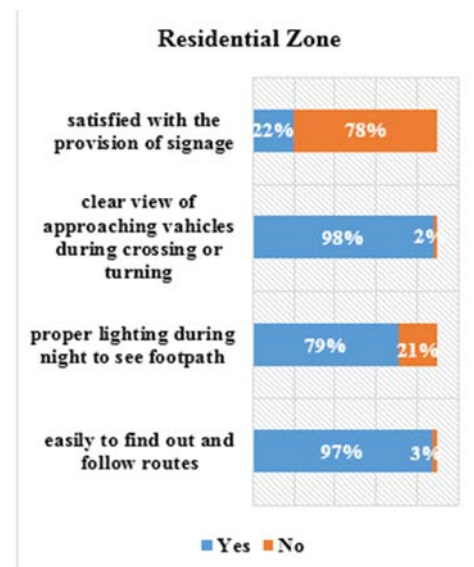 Residential Zone
satisfied with the
provision of signage
22% 78%
clear view of
approaching vahicles
during crossing or
turning
98% 2%
proper lighting during
night to see footpath
79% 21%
easily to find out and
follow routes
97% 3%
Yes No